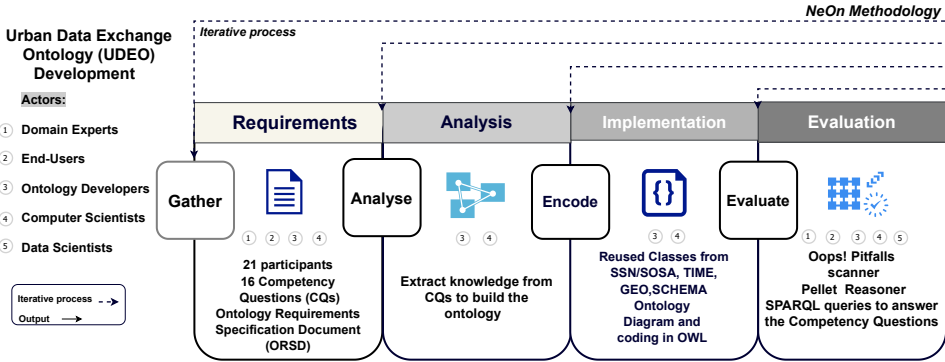 NeOn Methodology
Iterative process
Urban Data Exchange
Ontology (UDEO)
Development
Actors:
1 Domain Experts
2 End-Users
3 Ontology Developers
4 Computer Scientists
5 Data Scientists
Iterative process
Output
Requirements
Analysis
Implementation
Evaluation
Gather
Analyse
Encode
{}
Evaluate
1 2 3 4
3 4
3 4
1 2 3 4 5
21 participants
16 Competency
Questions (CQs)
Ontology Requirements
Specification Document
(ORSD)
Extract knowledge from
CQs to build the
ontology
Reused Classes from
SSN/SOSA, TIME,
GEO,SCHEMA
Ontology
Diagram and
coding in OWL
Oops! Pitfalls
scanner
Pellet Reasoner
SPARQL queries to answer
the Competency Questions